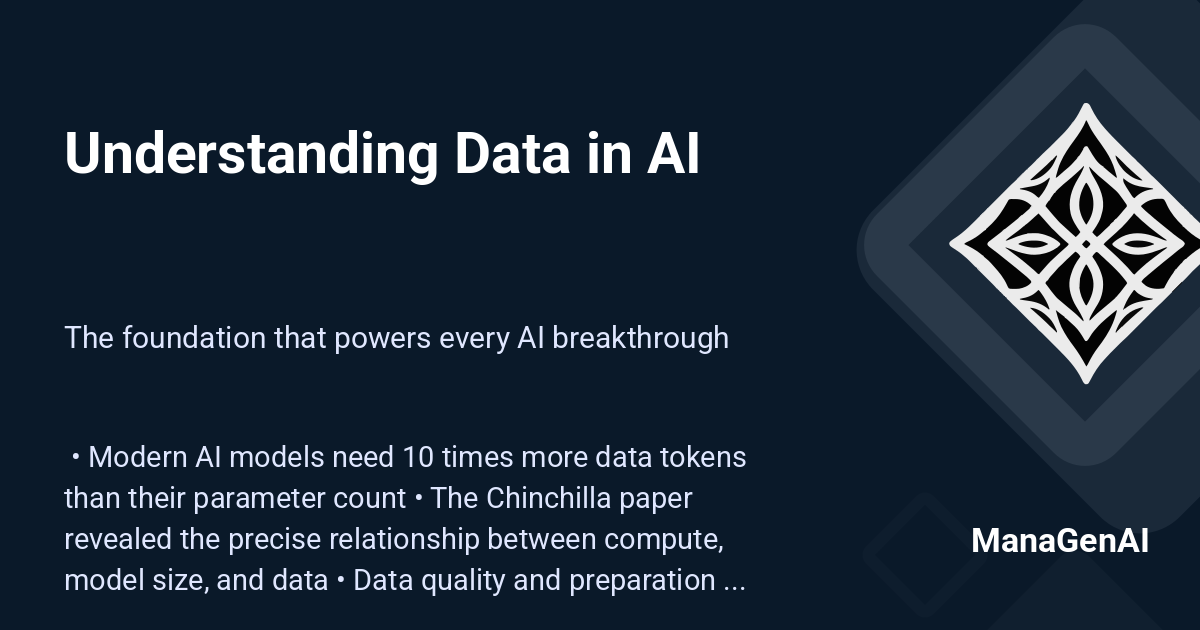 Understanding Data in AI
The foundation that powers every AI breakthrough
• Modern AI models need 10 times more data tokens
than their parameter count • The Chinchilla paper
revealed the precise relationship between compute,
model size, and data • Data quality and preparation ...
ManaGenAI